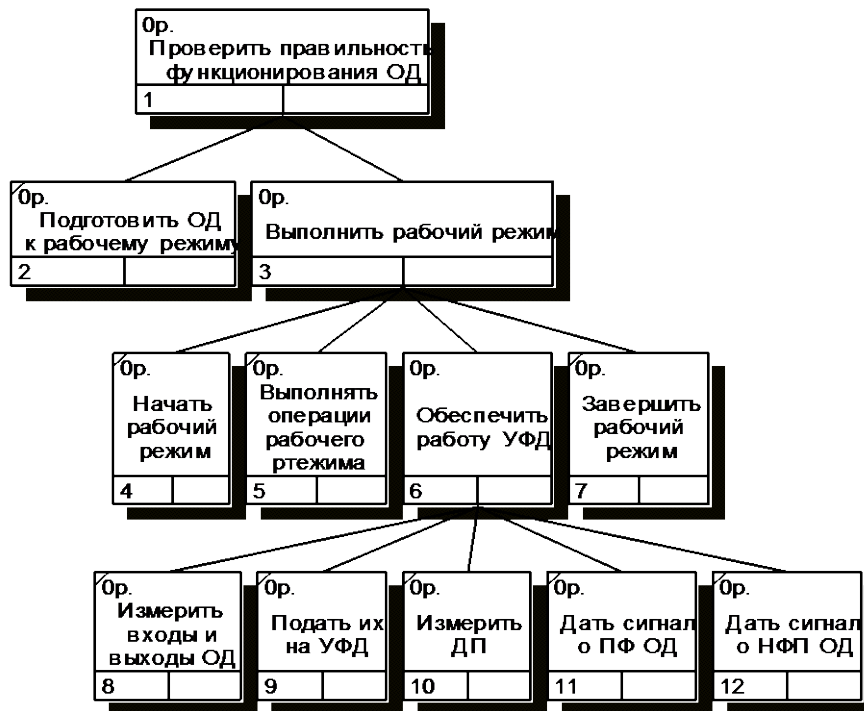 0р.
Проверить правильность
функционирования ОД
1
0р.
Подготовить ОД
к рабочему режиму
2
0р.
Выполнить рабочий режим
3
0р.
Начать
рабочий
режим
4
0р.
Выполнять
операции
рабочего
ртежима
5
0р.
Обеспечить
работу УФД
6
0р.
Завершить
рабочий
режим
7
0р.
Измерить
входы и
выходы ОД
8
0р.
Подать их
на УФД
9
0р.
Измерить
ДП
10
0р.
Дать сигнал
о ПФ ОД
11
0р.
Дать сигнал
о НФП ОД
12